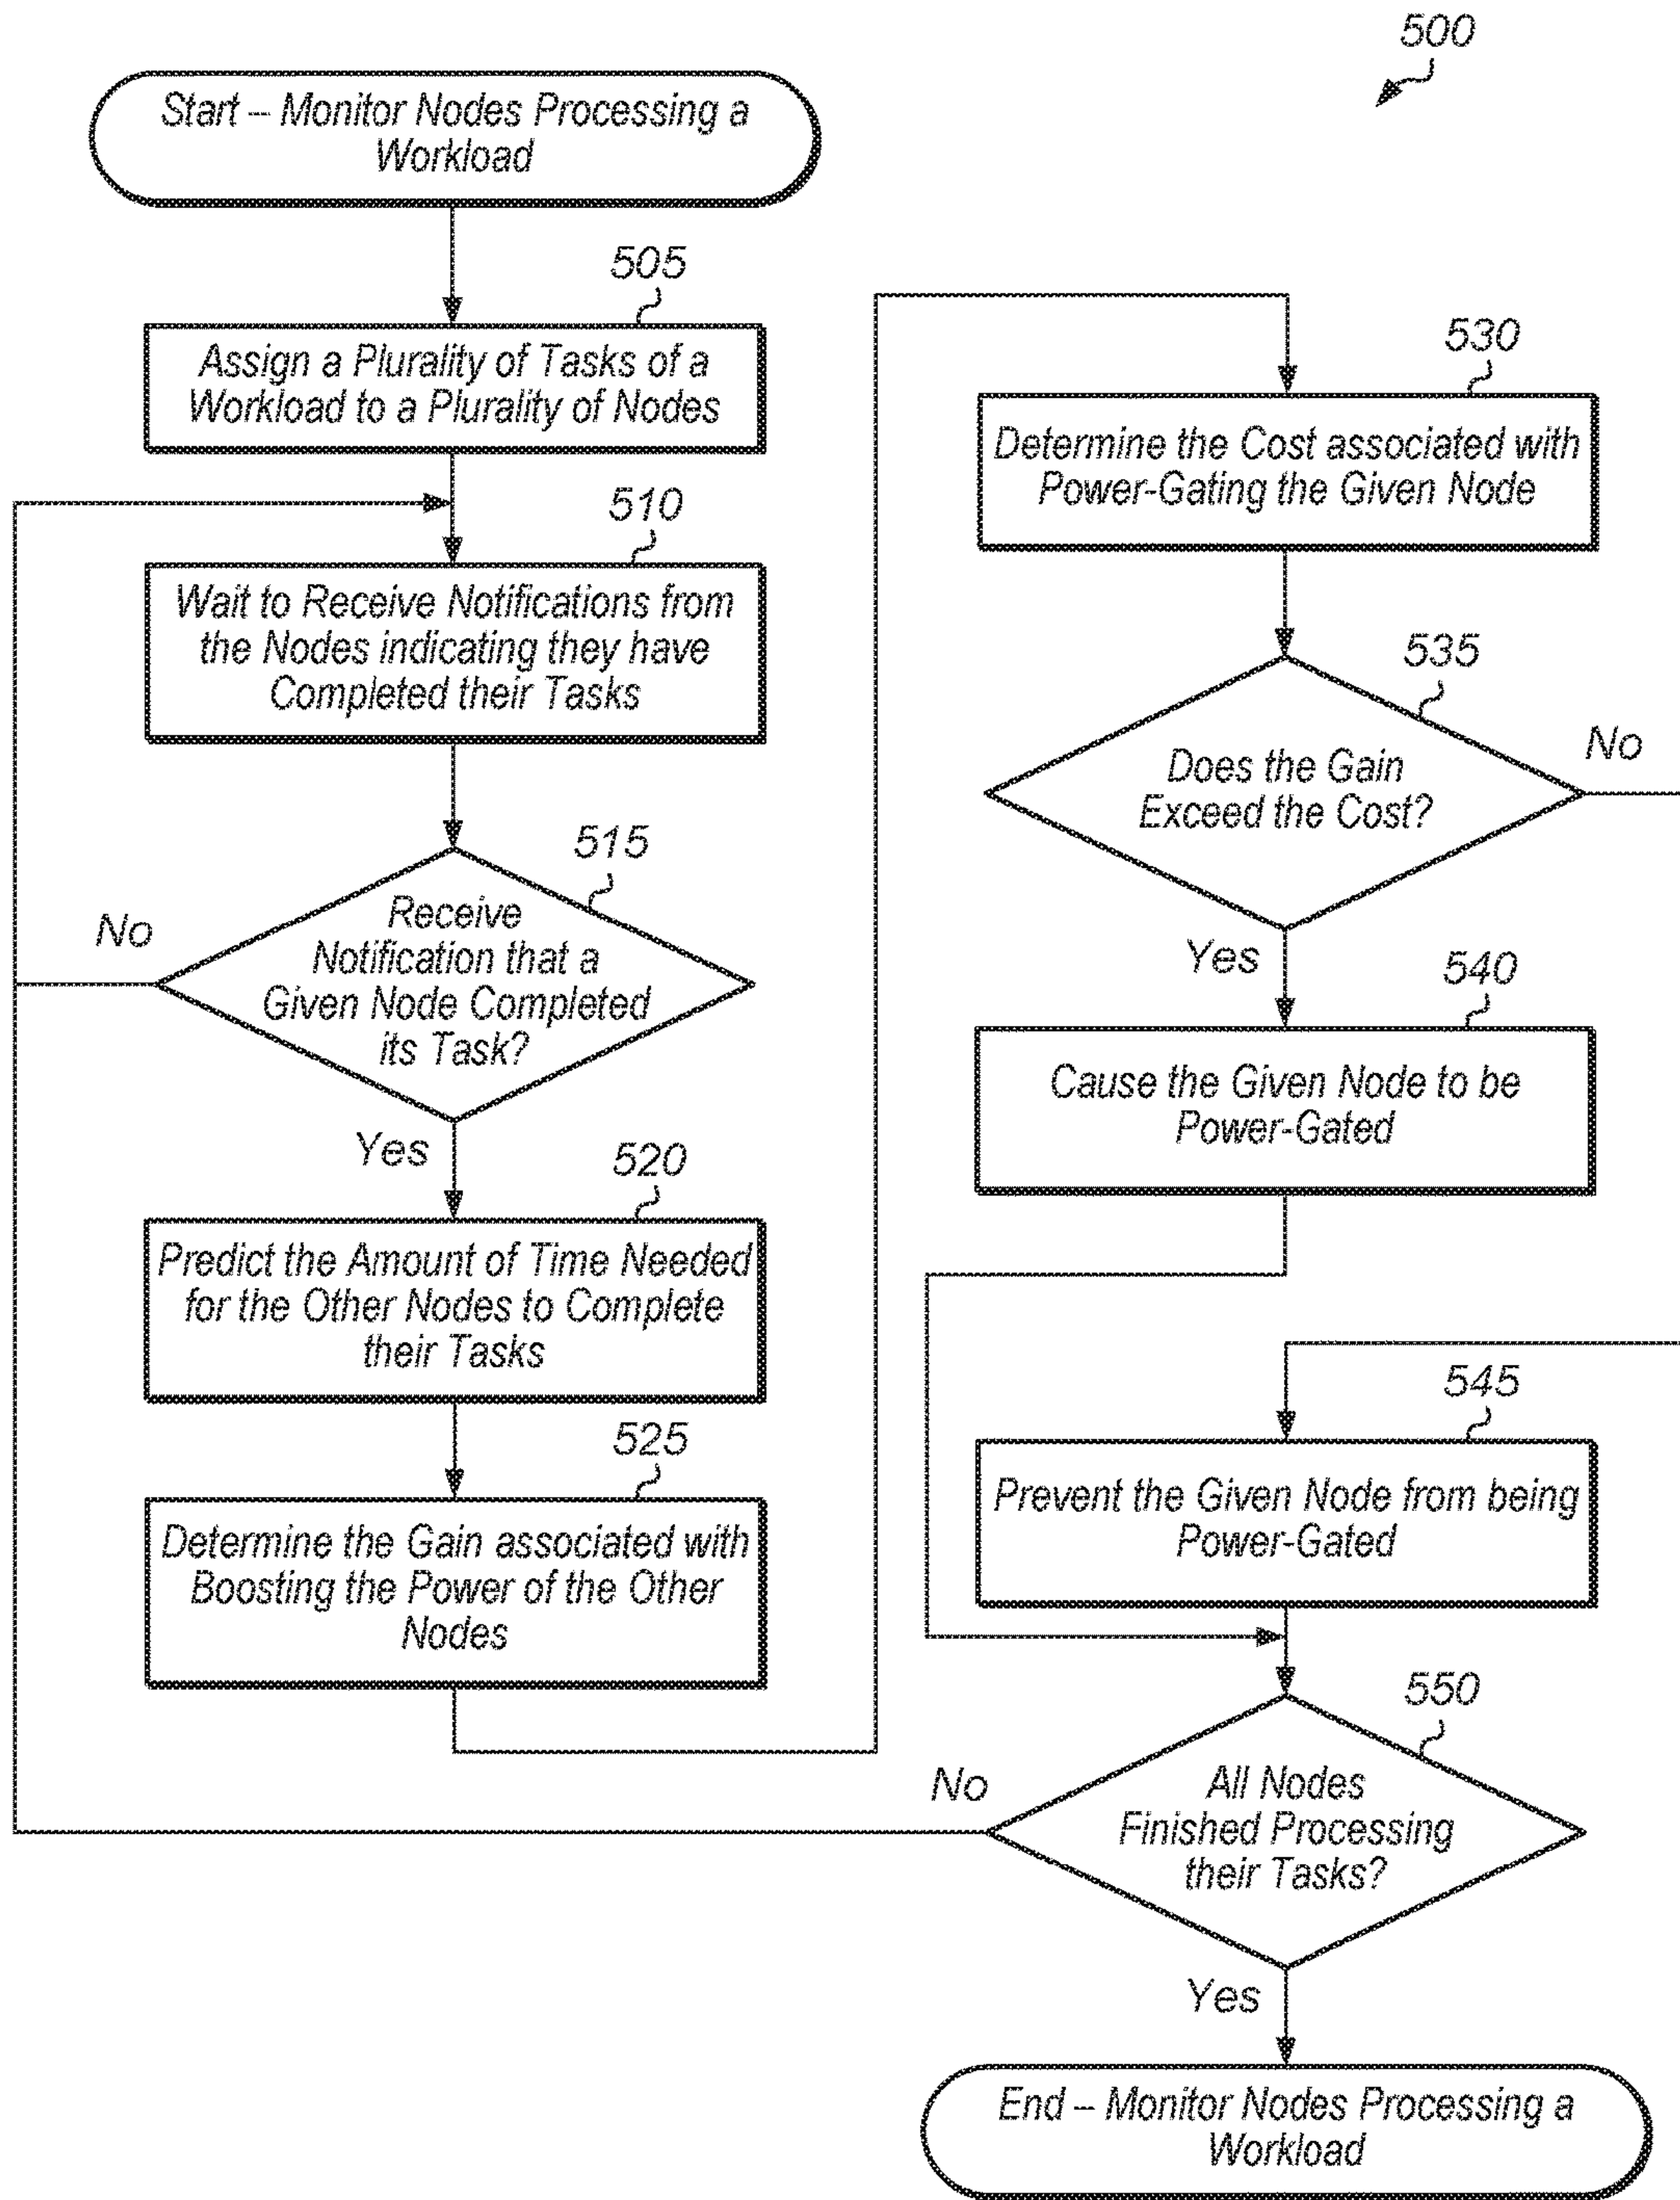 500
Start -- Monitor Nodes Processing a
Workload
505
Assign a Plurality of Tasks of a
Workload to a Plurality of Nodes
510
Wait to Receive Notifications from
the Nodes indicating they have
Completed their Tasks
515
Receive
Notification that a
Given Node Completed
its Task?
No
Yes
520
Predict the Amount of Time Needed
for the Other Nodes to Complete
their Tasks
525
Determine the Gain associated with
Boosting the Power of the Other
Nodes
530
Determine the Cost associated with
Power-Gating the Given Node
535
Does the Gain
Exceed the Cost?
No
Yes
540
Cause the Given Node to be
Power-Gated
545
Prevent the Given Node from being
Power-Gated
550
All Nodes
Finished Processing
their Tasks?
No
Yes
End -- Monitor Nodes Processing a
Workload